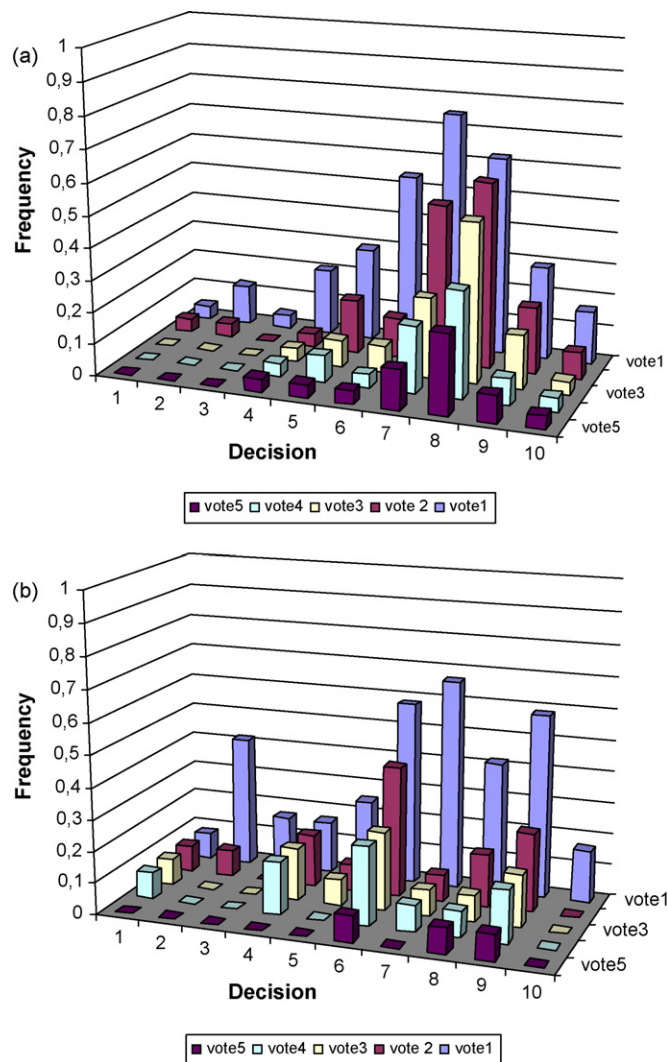 (a)
1
0,9
0,8
0,7
0,6
0,5
0,4
0,3
0,2
0,1
0
Frequency
1 2 3 4 5 6 7 8 9 10
Decision
vote1
vote3
vote5
vote5 vote4 vote3 vote 2 vote1
(b)
1
0,9
0,8
0,7
0,6
0,5
0,4
0,3
0,2
0,1
0
Frequency
1 2 3 4 5 6 7 8 9 10
Decision
vote1
vote3
vote5
vote5 vote4 vote3 vote 2 vote1